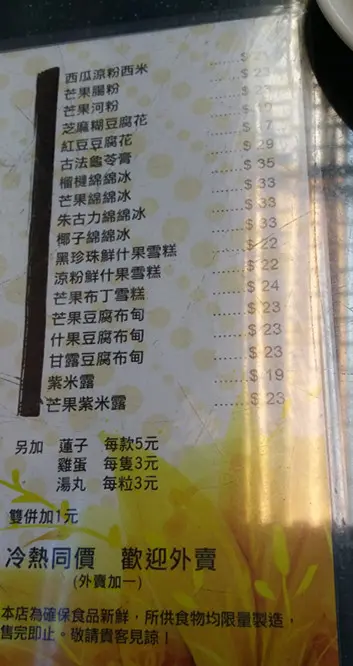 西瓜涼粉西米 ......$
芒果腸粉 ......$ 23
芒果河粉 ......$ 23
芝麻糊豆腐花 ......$
紅豆豆腐花 ......$ 17
古法龜苓膏 ......$ 29
榴槤綿綿冰 ......$ 35
芒果綿綿冰 ......$ 33
朱古力綿綿冰 ......$ 33
椰子綿綿冰 ......$ 33
黑珍珠鮮什果雪糕 ......$ 22
涼粉鮮什果雪糕 ......$ 22
芒果布丁雪糕 ......$ 24
芒果豆腐布甸 ......$ 23
什果豆腐布甸 ......$ 23
甘露豆腐布甸 ......$ 23
紫米露 ......$ 19
芒果紫米露 ......$ 23
另加 蓮子 每款5元
雞蛋 每隻3元
湯丸 每粒3元
雙併加1元
冷熱同價 歡迎外賣
(外賣加一)
本店為確保食品新鮮，所供食物均限量製造，
售完即止。敬請貴客見諒！